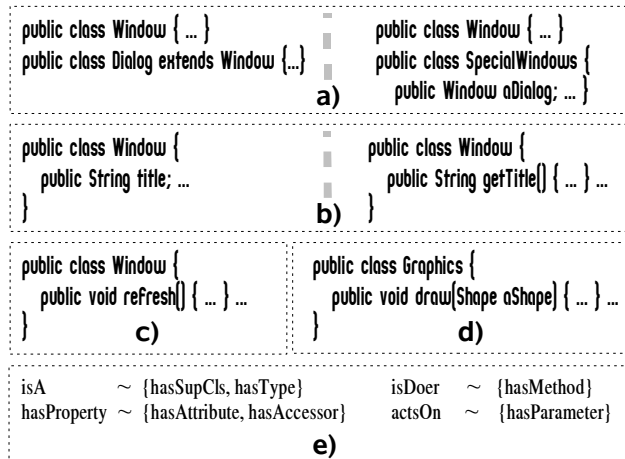 public class Window { ... }
public class Dialog extends Window {...}
public class Window { ... }
public class SpecialWindows {
public Window aDialog; ... }
a)
public class Window {
public String title; ...
}
public class Window {
public String getTitle() { ... } ...
}
b)
public class Window {
public void refresh() { ... } ...
}
c)
public class Graphics {
public void draw(Shape aShape) { ... } ...
}
d)
isA ~ {hasSupCls, hasType} isDoer ~ {hasMethod}
hasProperty ~ {hasAttribute, hasAccessor} actsOn ~ {hasParameter}
e)